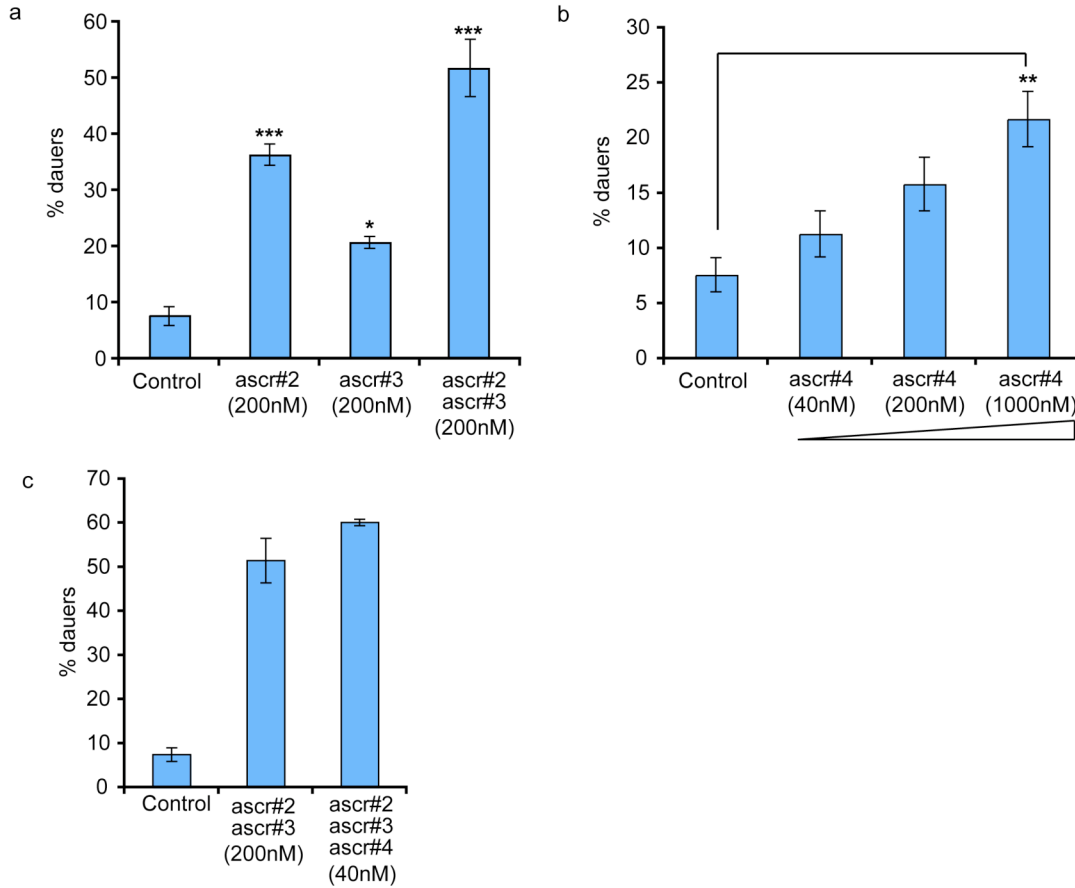 a
60
50
40
30
20
10
0
% dauers
***
*
***
Control
ascr#2
(200nM)
ascr#3
(200nM)
ascr#2
ascr#3
(200nM)
b
30
25
20
15
10
5
0
% dauers
**
Control
ascr#4
(40nM)
ascr#4
(200nM)
ascr#4
(1000nM)
c
70
60
50
40
30
20
10
0
% dauers
Control
ascr#2
ascr#3
(200nM)
ascr#2
ascr#3
ascr#4
(40nM)